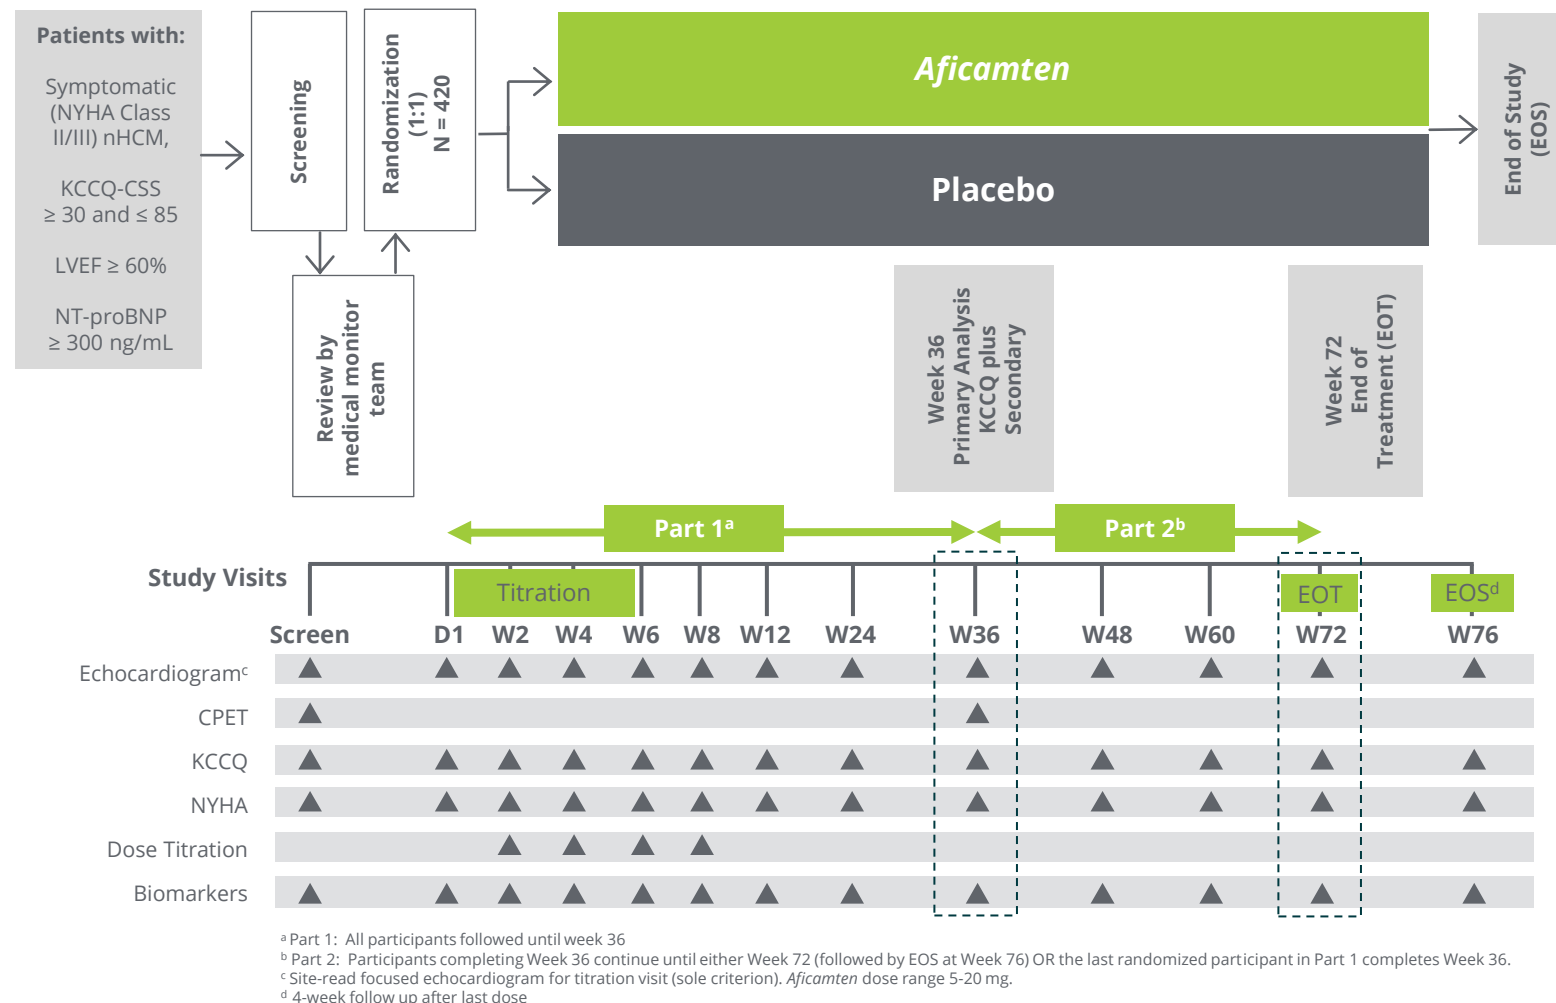 Patients with:
Symptomatic
(NYHA Class
II/III) nHCM,
KCCQ-CSS
≥ 30 and ≤ 85
LVEF ≥ 60%
NT-proBNP
≥ 300 ng/mL
Screening
Review by
medical monitor
team
Randomization
(1:1)
N = 420
Aficamten
Placebo
End of Study
(EOS)
Week 36
Primary Analysis
KCCQ plus
Secondary
Week 72
End of
Treatment (EOT)
Part 1ᵃ
Part 2ᵇ
Study Visits
Titration
EOT
EOSᵈ
Screen D1 W2 W4 W6 W8 W12 W24 W36 W48 W60 W72 W76
Echocardiogramᶜ
CPET
KCCQ
NYHA
Dose Titration
Biomarkers
ᵃ Part 1: All participants followed until week 36
ᵇ Part 2: Participants completing Week 36 continue until either Week 72 (followed by EOS at Week 76) OR the last randomized participant in Part 1 completes Week 36.
ᶜ Site-read focused echocardiogram for titration visit (sole criterion). Aficamten dose range 5-20 mg.
ᵈ 4-week follow up after last dose